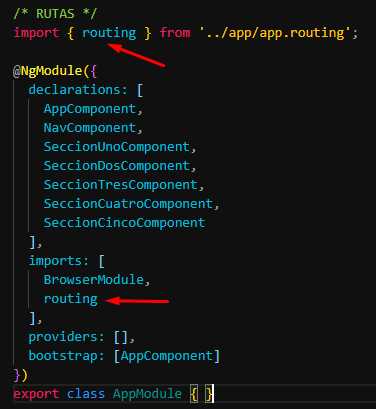 /* RUTAS */
import { routing } from '../app/app.routing';
@NgModule({
declarations: [
AppComponent,
NavComponent,
SeccionUnoComponent,
SeccionDosComponent,
SeccionTresComponent,
SeccionCuatroComponent,
SeccionCincoComponent
],
imports: [
BrowserModule,
routing
],
providers: [],
bootstrap: [AppComponent]
})
export class AppModule { }